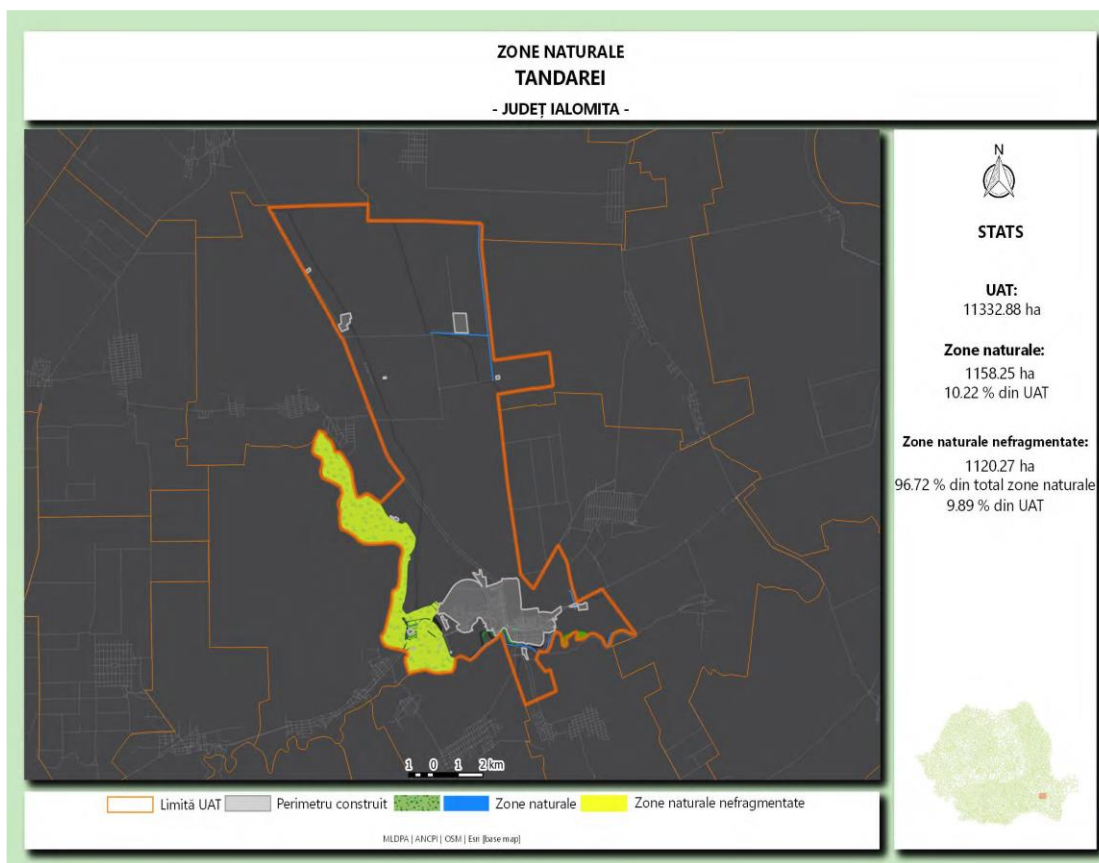 ZONE NATURALE
TANDAREI
- JUDEȚ IALOMITA -
N
STATS
UAT:
11332.88 ha
Zone naturale:
1158.25 ha
10.22 % din UAT
Zone naturale nefragmentate:
1120.27 ha
96.72 % din total zone naturale
9.89 % din UAT
1 0 1 2 km
Limită UAT Perimetru construit Zone naturale Zone naturale nefragmentate
MLDPA | ANCPI | OSM | Esri [base map]